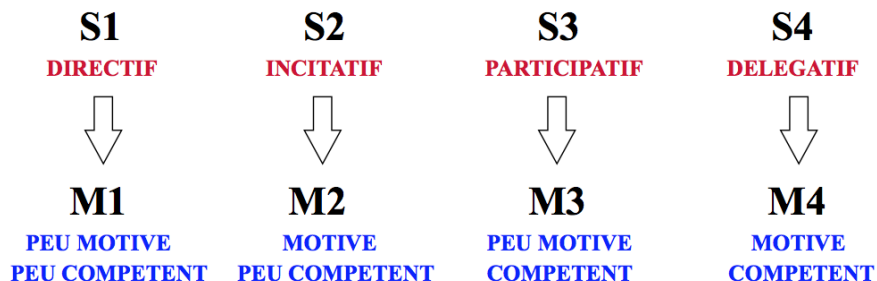 S1 S2 S3 S4
DIRECTIF INCITATIF PARTICIPATIF DELEGATIF
M1 M2 M3 M4
PEU MOTIVE MOTIVE PEU MOTIVE MOTIVE
PEU COMPETENT PEU COMPETENT COMPETENT COMPETENT